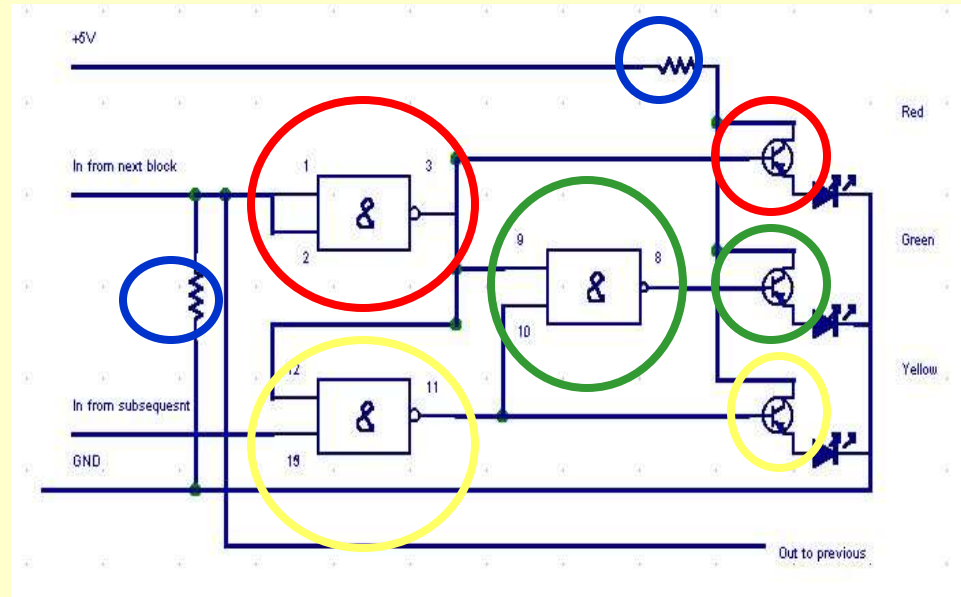 +5V
Red
In from next block
1
3
&
2
Green
9
8
&
10
Yellow
12
11
In from subsequesnt
&
GND
Out to previous